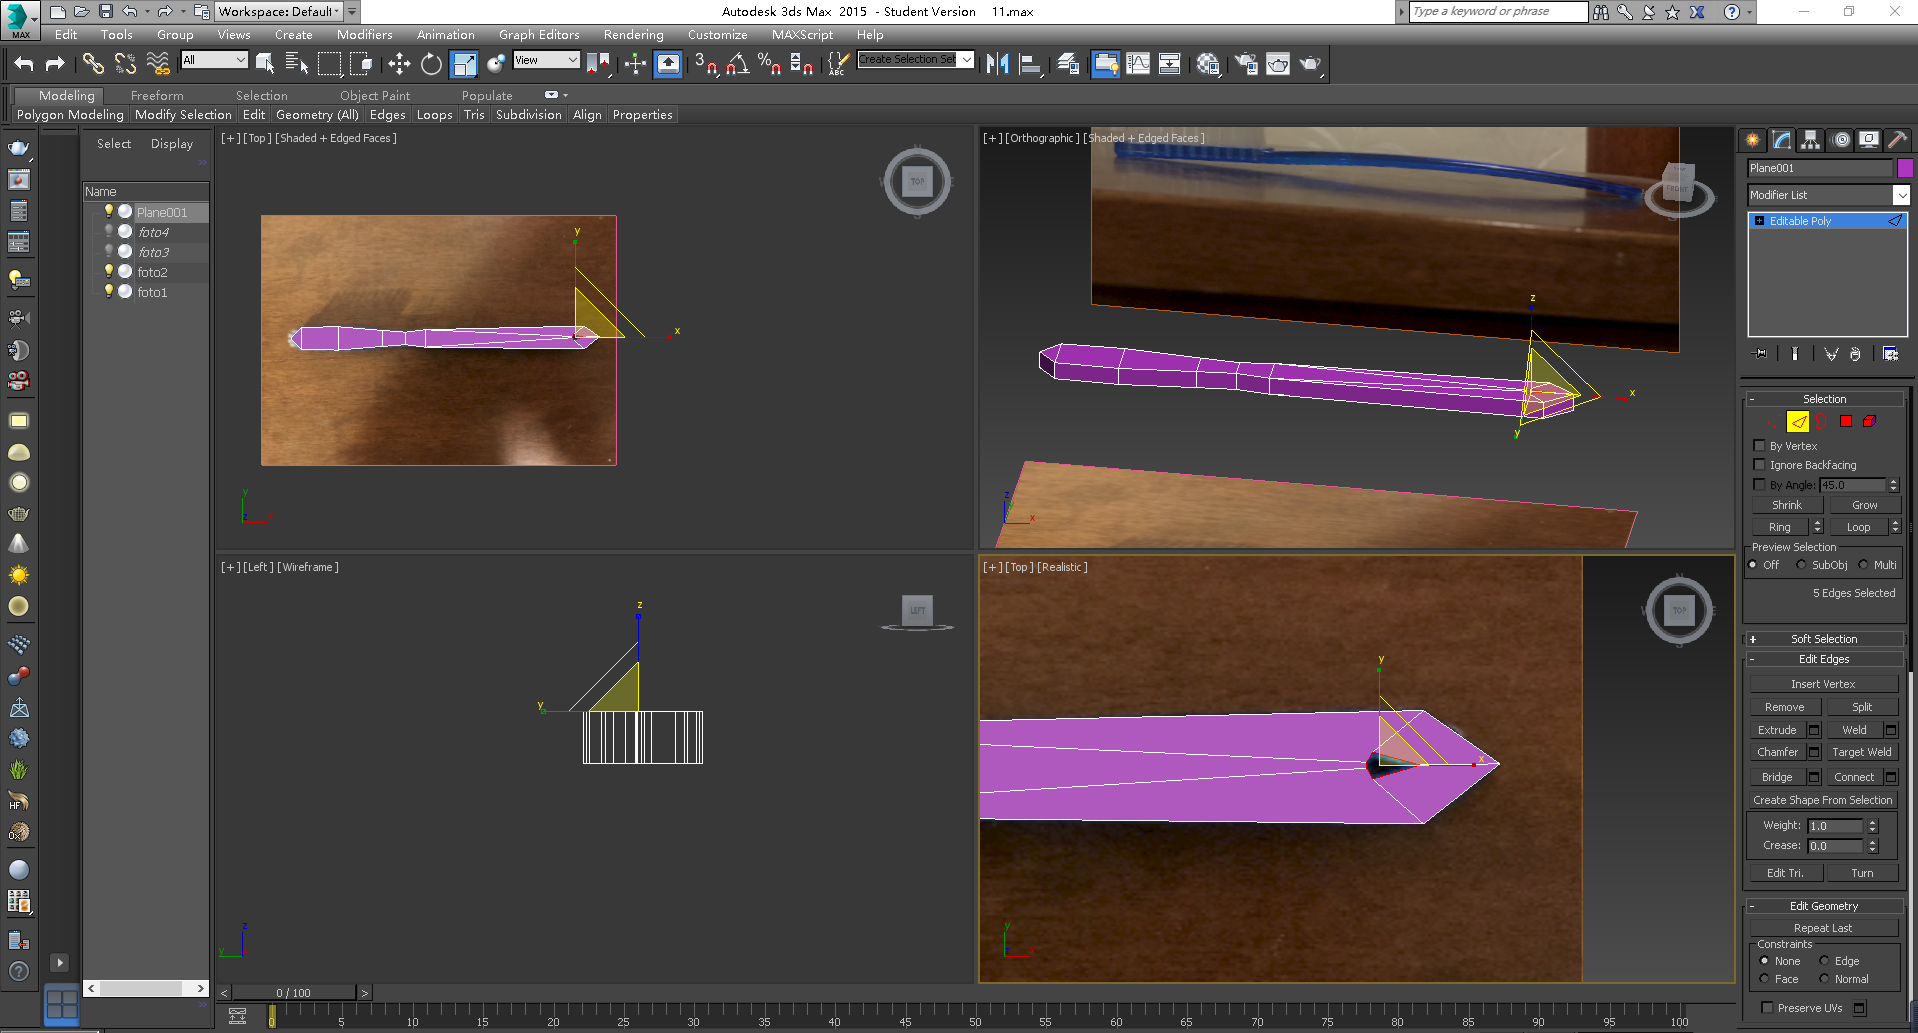 Workspace: Default
Autodesk 3ds Max 2015 - Student Version 11.max
Type a keyword or phrase
MAX
Edit Tools Group Views Create Modifiers Animation Graph Editors Rendering Customize MAXScript Help
All
View
3
ABC
Create Selection Set
Modeling Freeform Selection Object Paint Populate
Polygon Modeling Modify Selection Edit Geometry (All) Edges Loops Tris Subdivision Align Properties
Select Display
Name
Plane001
foto4
foto3
foto2
foto1
[+] [Top] [Shaded + Edged Faces]
TOP
y
x
[+] [Orthographic] [Shaded + Edged Faces]
FRONT
z
x
y
[+] [Left] [Wireframe]
LEFT
z
y
[+] [Top] [Realistic]
TOP
y
x
Plane001
Modifier List
Editable Poly
Selection
By Vertex
Ignore Backfacing
By Angle: 45.0
Shrink Grow
Ring Loop
Preview Selection
Off SubObj Multi
5 Edges Selected
Soft Selection
Edit Edges
Insert Vertex
Remove Split
Extrude Weld
Chamfer Target Weld
Bridge Connect
Create Shape From Selection
Weight: 1.0
Crease: 0.0
Edit Tri. Turn
Edit Geometry
Repeat Last
Constraints
None Edge
Face Normal
Preserve UVs
HF
0 / 100
0 5 10 15 20 25 30 35 40 45 50 55 60 65 70 75 80 85 90 95 100